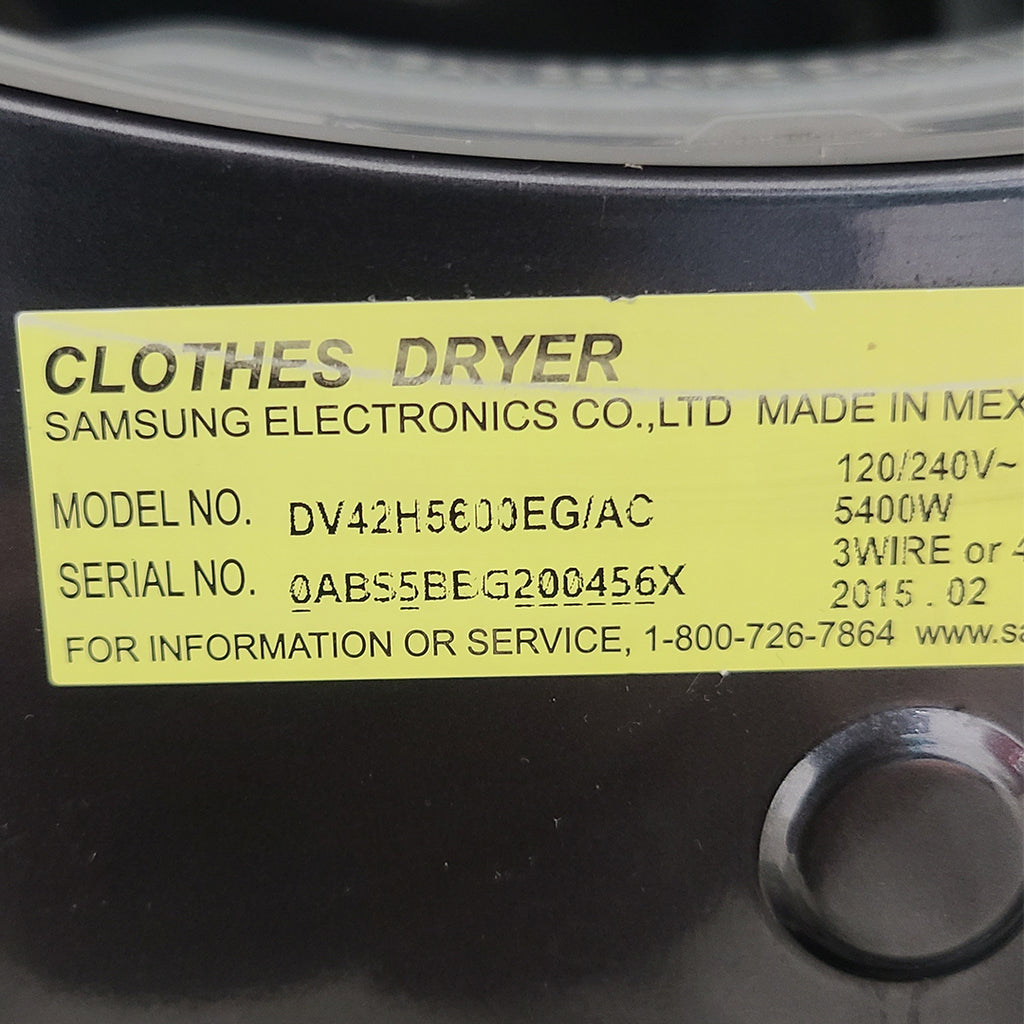 CLOTHES DRYER
SAMSUNG ELECTRONICS CO.,LTD MADE IN MEX
120/240V~
MODEL NO. DV42H5600EG/AC
5400W
3WIRE or 4
SERIAL NO. 0ABS5BEG200456X
2015.02
FOR INFORMATION OR SERVICE, 1-800-726-7864 www.sa